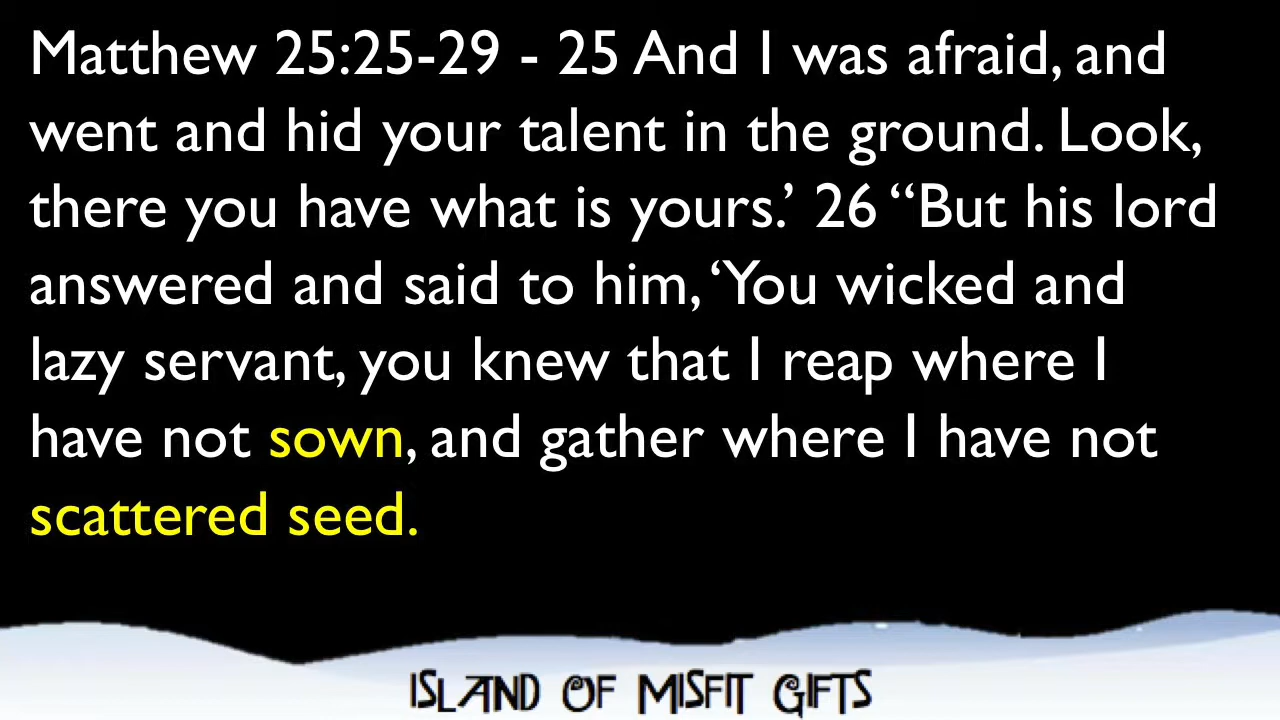 Matthew 25:25-29 - 25 And I was afraid, and
went and hid your talent in the ground. Look,
there you have what is yours.’ 26 “But his lord
answered and said to him, ‘You wicked and
lazy servant, you knew that I reap where I
have not sown, and gather where I have not
scattered seed.
ISLAND OF MISFIT GIFTS